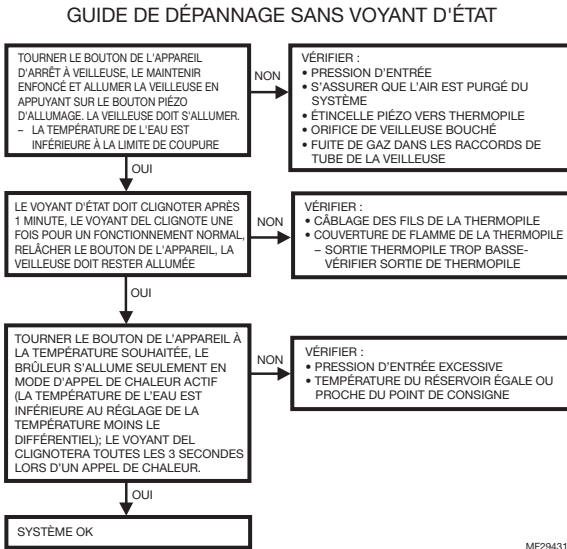 GUIDE DE DÉPANNAGE SANS VOYANT D'ÉTAT
TOURNER LE BOUTON DE L'APPAREIL
D'ARRÊT À VEILLEUSE, LE MAINTENIR
ENFONCÉ ET ALLUMER LA VEILLEUSE EN
APPUYANT SUR LE BOUTON PIÉZO
D'ALLUMAGE. LA VEILLEUSE DOIT S'ALLUMER.
– LA TEMPÉRATURE DE L'EAU EST
INFÉRIEURE À LA LIMITE DE COUPURE
NON
VÉRIFIER :
• PRESSION D'ENTRÉE
• S'ASSURER QUE L'AIR EST PURGÉ DU
SYSTÈME
• ÉTINCELLE PIÉZO VERS THERMOPILE
• ORIFICE DE VEILLEUSE BOUCHÉ
• FUITE DE GAZ DANS LES RACCORDS DE
TUBE DE LA VEILLEUSE
OUI
LE VOYANT D'ÉTAT DOIT CLIGNOTER APRÈS
1 MINUTE, LE VOYANT DEL CLIGNOTE UNE
FOIS POUR UN FONCTIONNEMENT NORMAL,
RELÂCHER LE BOUTON DE L'APPAREIL, LA
VEILLEUSE DOIT RESTER ALLUMÉE
NON
VÉRIFIER :
• CÂBLAGE DES FILS DE LA THERMOPILE
• COUVERTURE DE FLAMME DE LA THERMOPILE
– SORTIE THERMOPILE TROP BASSE-
VÉRIFIER SORTIE DE THERMOPILE
OUI
TOURNER LE BOUTON DE L'APPAREIL À
LA TEMPÉRATURE SOUHAITÉE, LE
BRÛLEUR S'ALLUME SEULEMENT EN
MODE D'APPEL DE CHALEUR ACTIF
(LA TEMPÉRATURE DE L'EAU EST
INFÉRIEURE AU RÉGLAGE DE LA
TEMPÉRATURE MOINS LE
DIFFÉRENTIEL); LE VOYANT DEL
CLIGNOTERA TOUTES LES 3 SECONDES
LORS D'UN APPEL DE CHALEUR.
NON
VÉRIFIER :
• PRESSION D'ENTRÉE EXCESSIVE
• TEMPÉRATURE DU RÉSERVOIR ÉGALE OU
PROCHE DU POINT DE CONSIGNE
OUI
SYSTÈME OK
MF29431